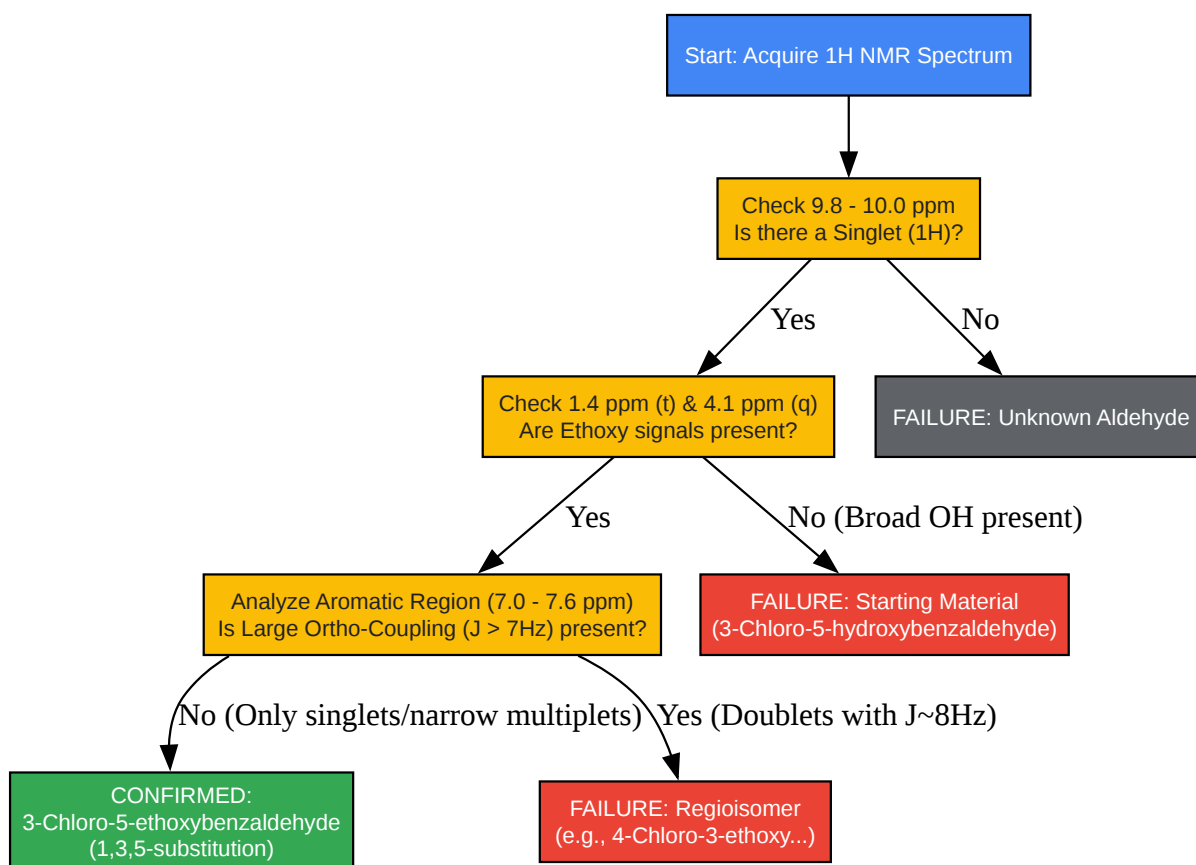 Start: Acquire 1H NMR Spectrum
Check 9.8 - 10.0 ppm
Is there a Singlet (1H)?
Yes
No
Check 1.4 ppm (t) & 4.1 ppm (q)
Are Ethoxy signals present?
FAILURE: Unknown Aldehyde
Yes
No (Broad OH present)
Analyze Aromatic Region (7.0 - 7.6 ppm)
Is Large Ortho-Coupling (J > 7Hz) present?
FAILURE: Starting Material
(3-Chloro-5-hydroxybenzaldehyde)
No (Only singlets/narrow multiplets)
Yes (Doublets with J~8Hz)
CONFIRMED:
3-Chloro-5-ethoxybenzaldehyde
(1,3,5-substitution)
FAILURE: Regioisomer
(e.g., 4-Chloro-3-ethoxy...)